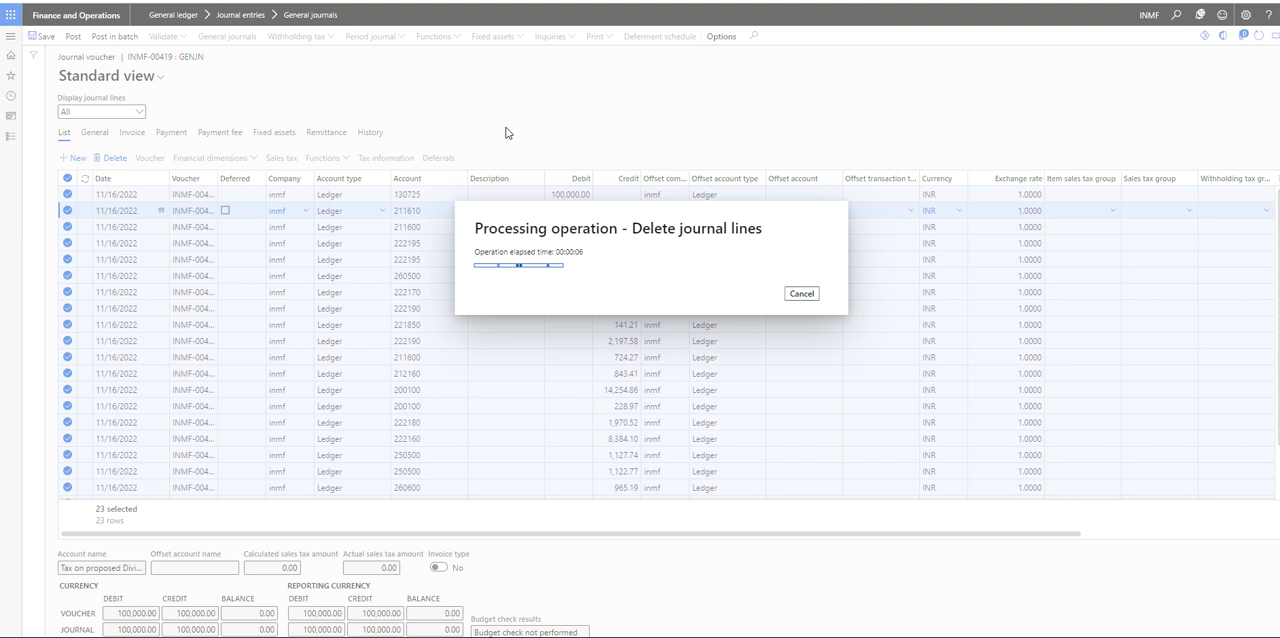 Finance and Operations General ledger Journal entries General journals INMF ?
Save Post Post in batch Validate General journals Withholding tax Period journal Functions Fixed assets Inquiries Print Deferment schedule Options
Journal voucher | INMF-00419 : GENJN
Standard view
Display journal lines
All
List General Invoice Payment Payment fee Fixed assets Remittance History
+ New Delete Voucher Financial dimensions Sales tax Functions Tax information Deferrals
Date Voucher Deferred Company Account type Account Description Debit Credit Offset com... Offset account type Offset account Offset transaction t... Currency Exchange rate Item sales tax group Sales tax group Withholding tax gr...
11/16/2022 INMF-004... inmf Ledger 130725 100,000.00 inmf Ledger INR 1.0000
11/16/2022 INMF-004... inmf Ledger 211610 INR 1.0000
11/16/2022 INMF-004... inmf Ledger 211600 INR 1.0000
11/16/2022 INMF-004... inmf Ledger 222195 INR 1.0000
11/16/2022 INMF-004... inmf Ledger 222195 INR 1.0000
11/16/2022 INMF-004... inmf Ledger 260500 INR 1.0000
11/16/2022 INMF-004... inmf Ledger 222170 INR 1.0000
11/16/2022 INMF-004... inmf Ledger 222190 INR 1.0000
11/16/2022 INMF-004... inmf Ledger 221850 141.21 inmf Ledger INR 1.0000
11/16/2022 INMF-004... inmf Ledger 222190 2,197.58 inmf Ledger INR 1.0000
11/16/2022 INMF-004... inmf Ledger 211600 724.27 inmf Ledger INR 1.0000
11/16/2022 INMF-004... inmf Ledger 212160 843.41 inmf Ledger INR 1.0000
11/16/2022 INMF-004... inmf Ledger 200100 14,254.86 inmf Ledger INR 1.0000
11/16/2022 INMF-004... inmf Ledger 200100 228.97 inmf Ledger INR 1.0000
11/16/2022 INMF-004... inmf Ledger 222180 1,970.52 inmf Ledger INR 1.0000
11/16/2022 INMF-004... inmf Ledger 222160 8,384.10 inmf Ledger INR 1.0000
11/16/2022 INMF-004... inmf Ledger 250500 1,127.74 inmf Ledger INR 1.0000
11/16/2022 INMF-004... inmf Ledger 250500 1,122.77 inmf Ledger INR 1.0000
11/16/2022 INMF-004... inmf Ledger 260600 965.19 inmf Ledger INR 1.0000
Processing operation - Delete journal lines
Operation elapsed time: 00:00:06
Cancel
23 selected
23 rows
Account name Offset account name Calculated sales tax amount Actual sales tax amount Invoice type
Tax on proposed Divi... 0.00 0.00 No
CURRENCY REPORTING CURRENCY
DEBIT CREDIT BALANCE DEBIT CREDIT BALANCE
VOUCHER 100,000.00 100,000.00 0.00 100,000.00 100,000.00 0.00
JOURNAL 100,000.00 100,000.00 0.00 100,000.00 100,000.00 0.00
Budget check results
Budget check not performed